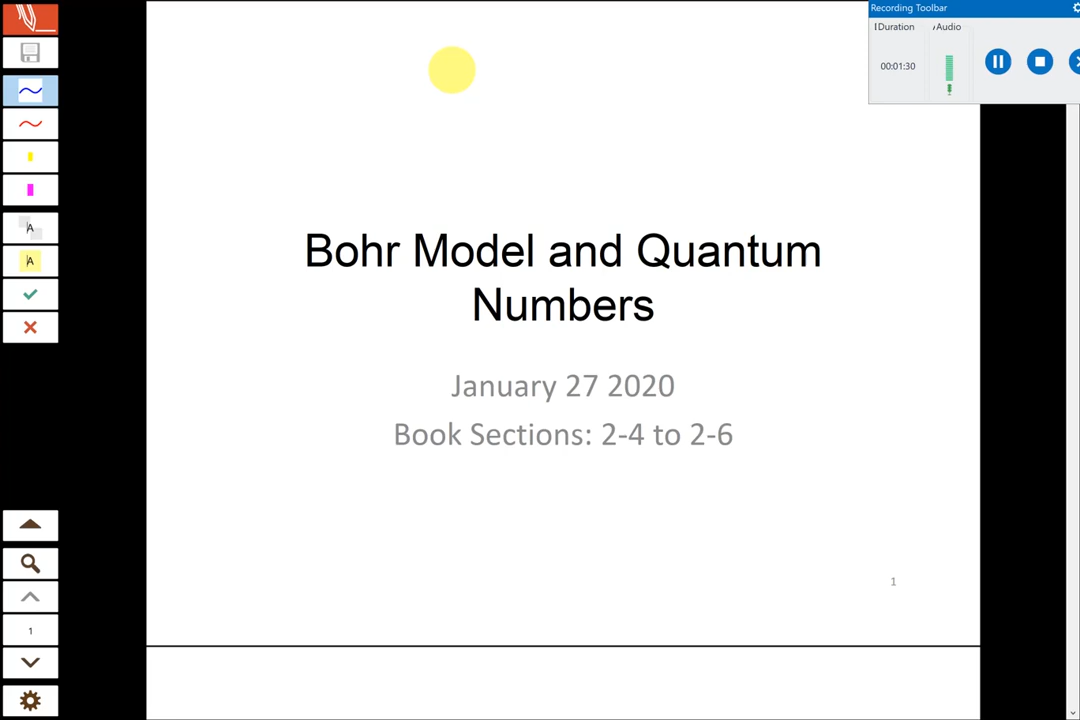 Recording Toolbar
Duration
Audio
00:01:30
A
A
Bohr Model and Quantum
Numbers
January 27 2020
Book Sections: 2-4 to 2-6
1
1